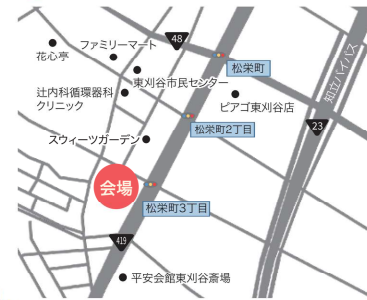 48
花心亭
ファミリーマート
松栄町
東刈谷市民センター
辻内科循環器科
クリニック
ピアゴ東刈谷店
知立バイパス
23
松栄町2丁目
スウィーツガーデン
会場
松栄町3丁目
419
平安会館東刈谷斎場